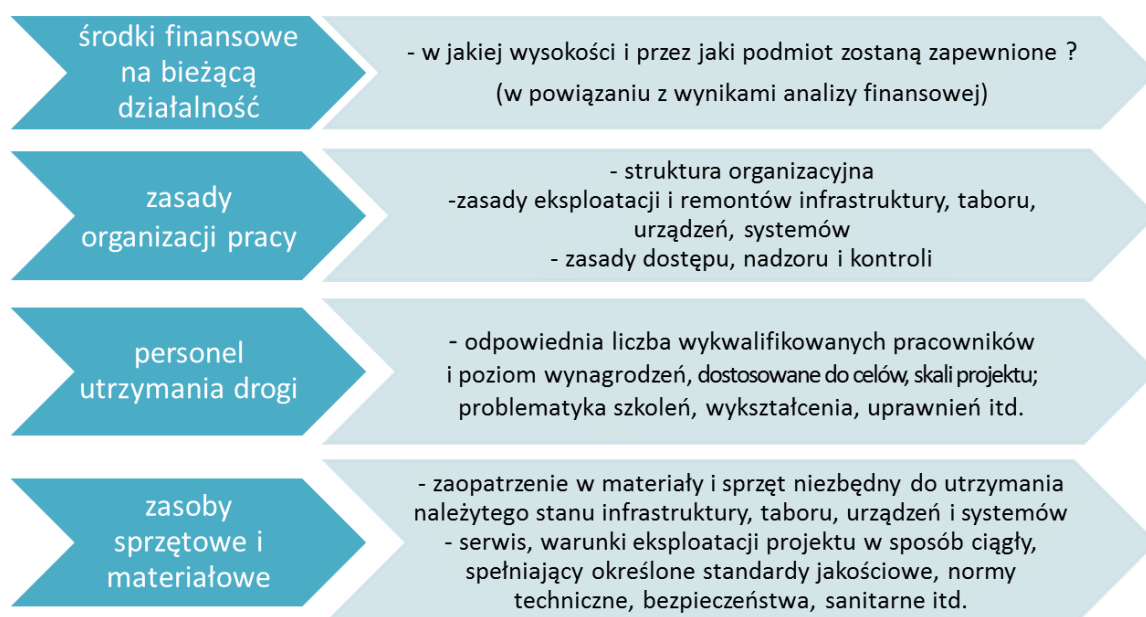 środki finansowe
na bieżącą
działalność
- w jakiej wysokości i przez jaki podmiot zostaną zapewnione ?
(w powiązaniu z wynikami analizy finansowej)
zasady
organizacji pracy
- struktura organizacyjna
-zasady eksploatacji i remontów infrastruktury, taboru,
urządzeń, systemów
- zasady dostępu, nadzoru i kontroli
personel
utrzymania drogi
- odpowiednia liczba wykwalifikowanych pracowników
i poziom wynagrodzeń, dostosowane do celów, skali projektu;
problematyka szkoleń, wykształcenia, uprawnień itd.
zasoby
sprzętowe i
materiałowe
- zaopatrzenie w materiały i sprzęt niezbędny do utrzymania
należytego stanu infrastruktury, taboru, urządzeń i systemów
- serwis, warunki eksploatacji projektu w sposób ciągły,
spełniający określone standardy jakościowe, normy
techniczne, bezpieczeństwa, sanitarne itd.